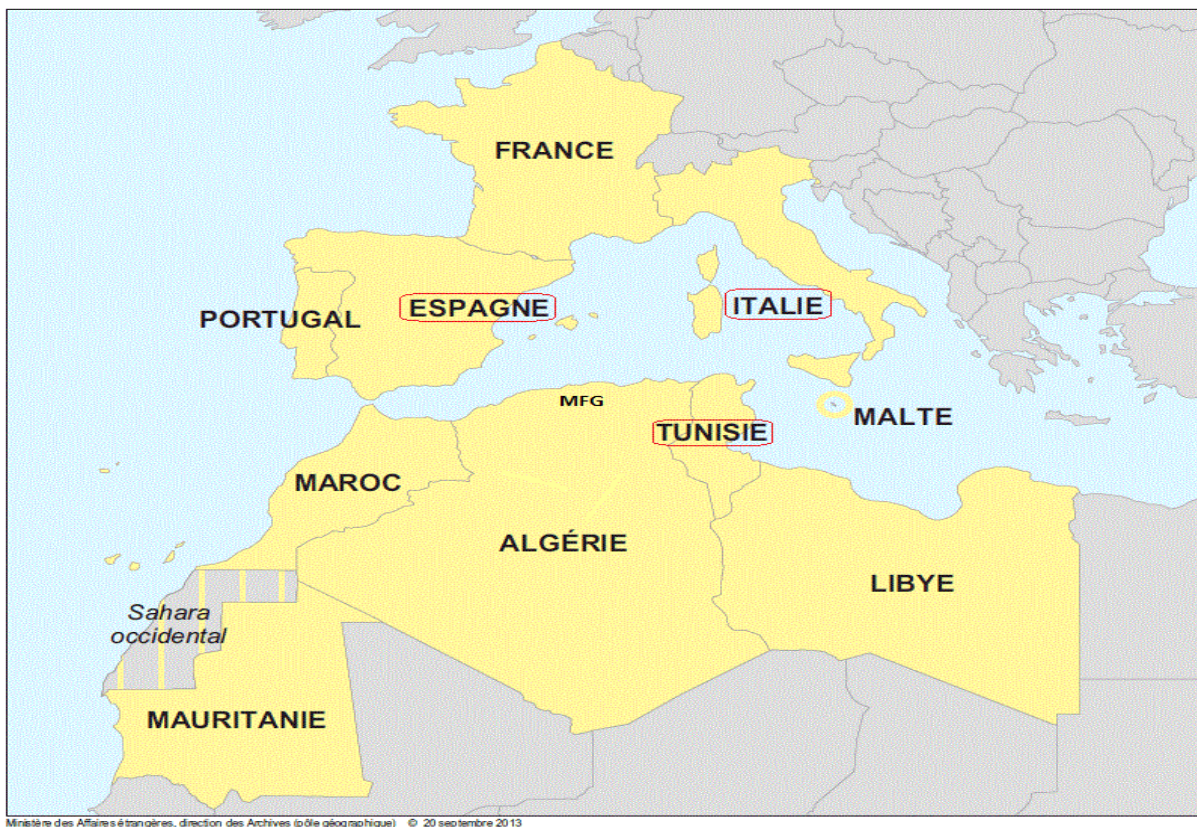 FRANCE
ESPAGNE
ITALIE
PORTUGAL
MFG
MALTE
TUNISIE
MAROC
ALGÉRIE
LIBYE
Sahara
occidental
MAURITANIE
Ministère des Affaires étrangères, direction des Archives (pôle géographique) © 20 septembre 2013